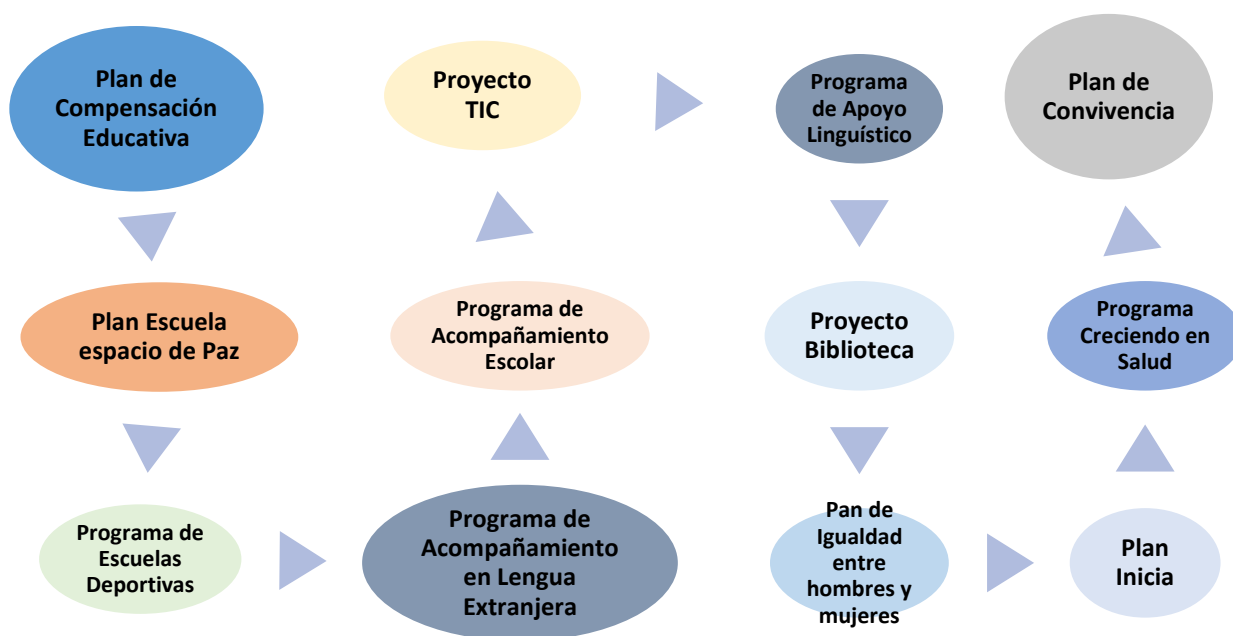 Plan de
Compensación
Educativa
Plan Escuela
espacio de Paz
Programa de
Escuelas
Deportivas
Programa de
Acompañamiento
en Lengua
Extranjera
Programa de
Acompañamiento
Escolar
Proyecto
TIC
Programa
de Apoyo
Linguístico
Proyecto
Biblioteca
Pan de
Igualdad
entre
hombres y
mujeres
Plan
Inicia
Programa
Creciendo en
Salud
Plan de
Convivencia